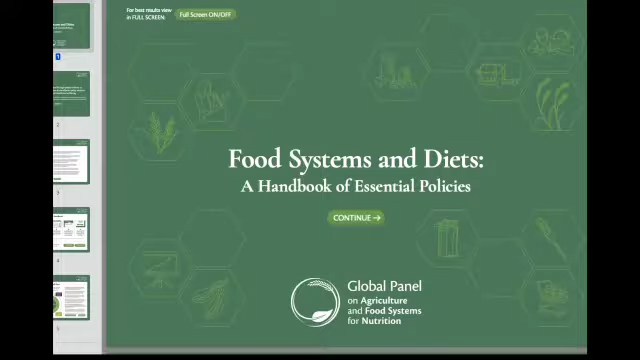 For best results view
in FULL SCREEN:
Full Screen ON/OFF
Food Systems and Diets:
A Handbook of Essential Policies
CONTINUE →
Global Panel
on Agriculture
and Food Systems
for Nutrition